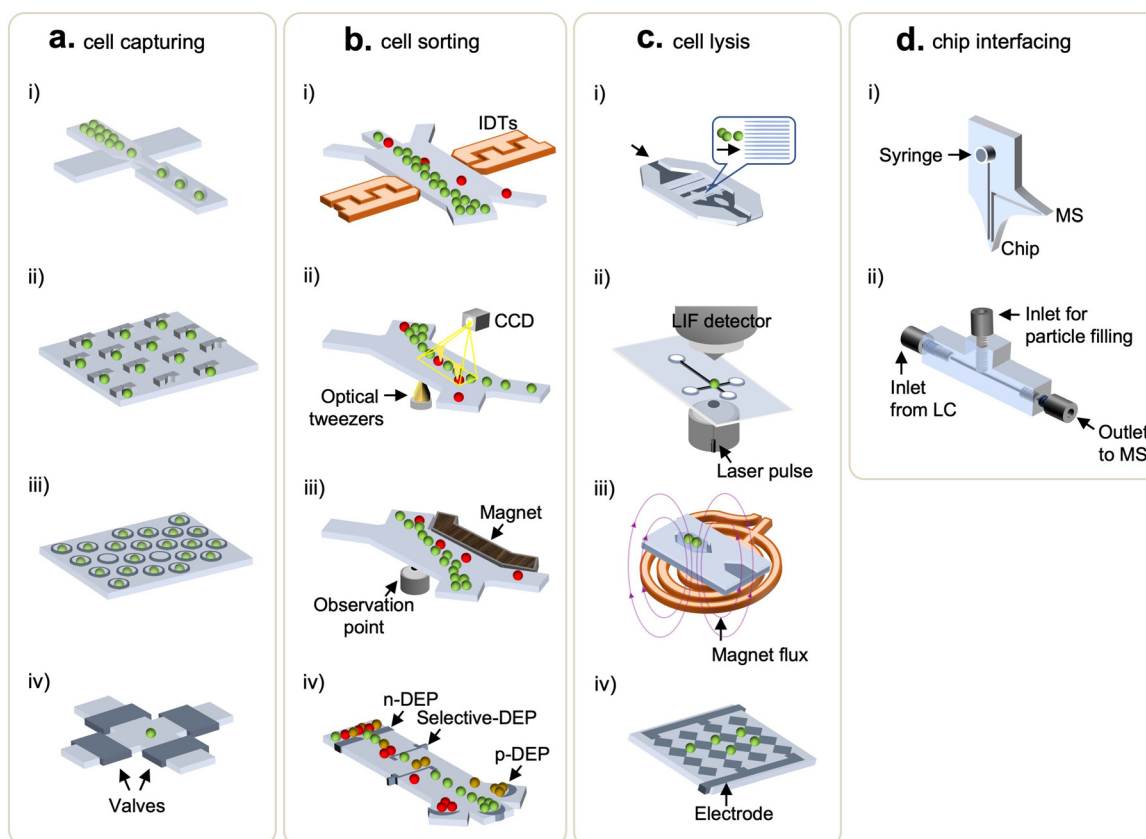 a. cell capturing
i)
ii)
iii)
iv)
Valves
b. cell sorting
i)
IDTs
ii)
CCD
Optical
tweezers
iii)
Magnet
Observation
point
iv)
n-DEP
Selective-DEP
p-DEP
c. cell lysis
i)
ii)
LIF detector
Laser pulse
iii)
Magnet flux
iv)
Electrode
d. chip interfacing
i)
Syringe
MS
Chip
ii)
Inlet for
particle filling
Inlet
from LC
Outlet
to MS